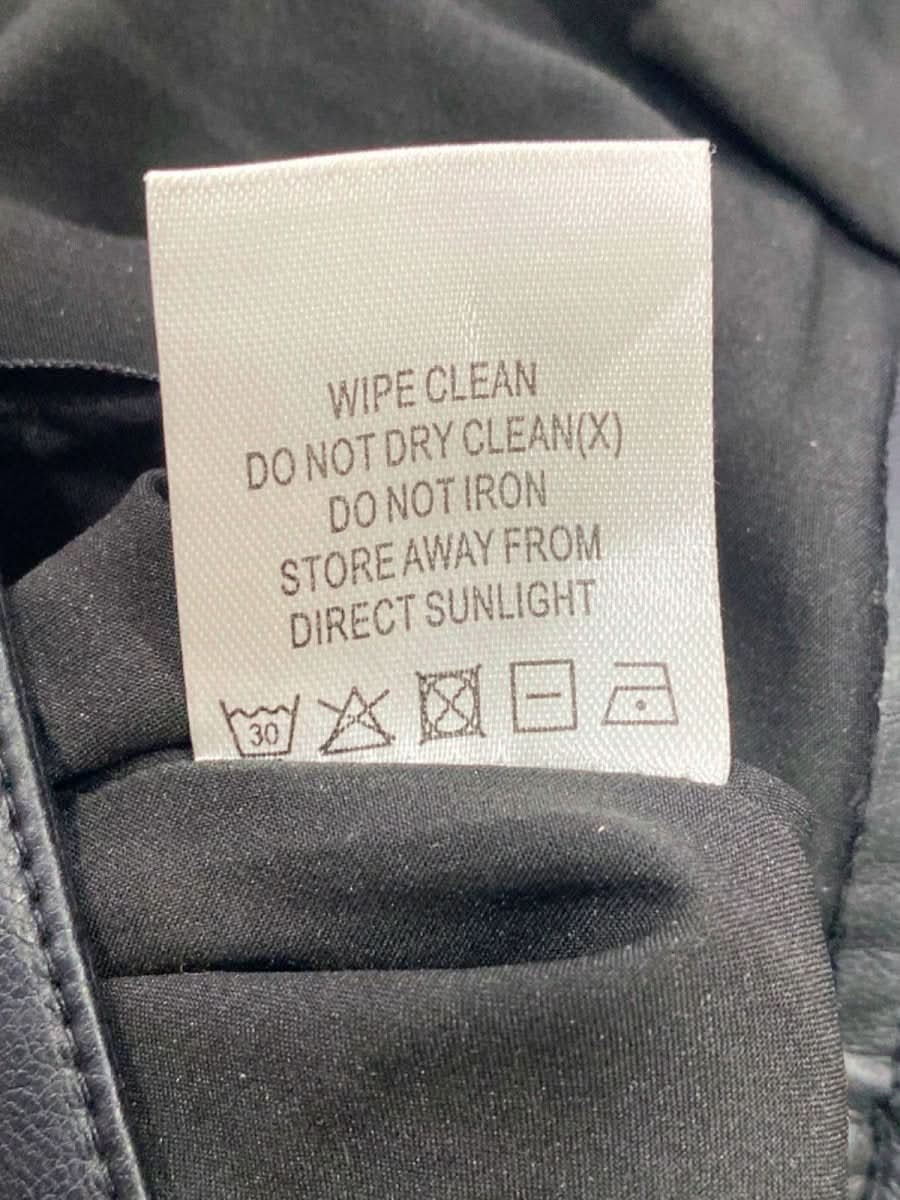 WIPE CLEAN
DO NOT DRY CLEAN(X)
DO NOT IRON
STORE AWAY FROM
DIRECT SUNLIGHT
30